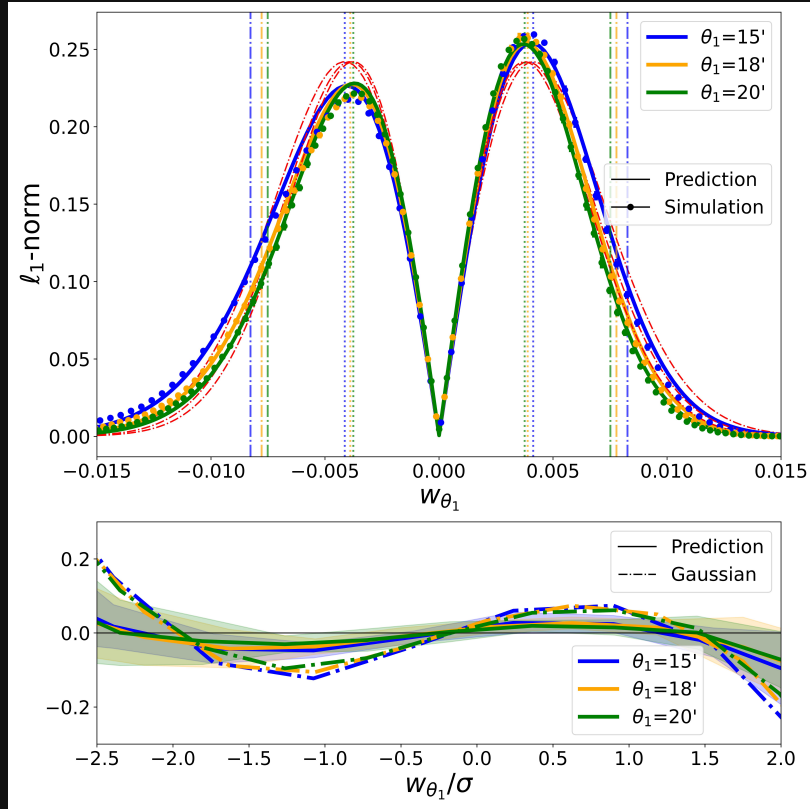 θ₁=15'
θ₁=18'
θ₁=20'
Prediction
Simulation
ℓ₁-norm
0.25
0.20
0.15
0.10
0.05
0.00
−0.015 −0.010 −0.005 0.000 0.005 0.010 0.015
w_θ₁
Prediction
Gaussian
0.2
0.0
−0.2
θ₁=15'
θ₁=18'
θ₁=20'
−2.5 −2.0 −1.5 −1.0 −0.5 0.0 0.5 1.0 1.5 2.0
w_θ₁/σ